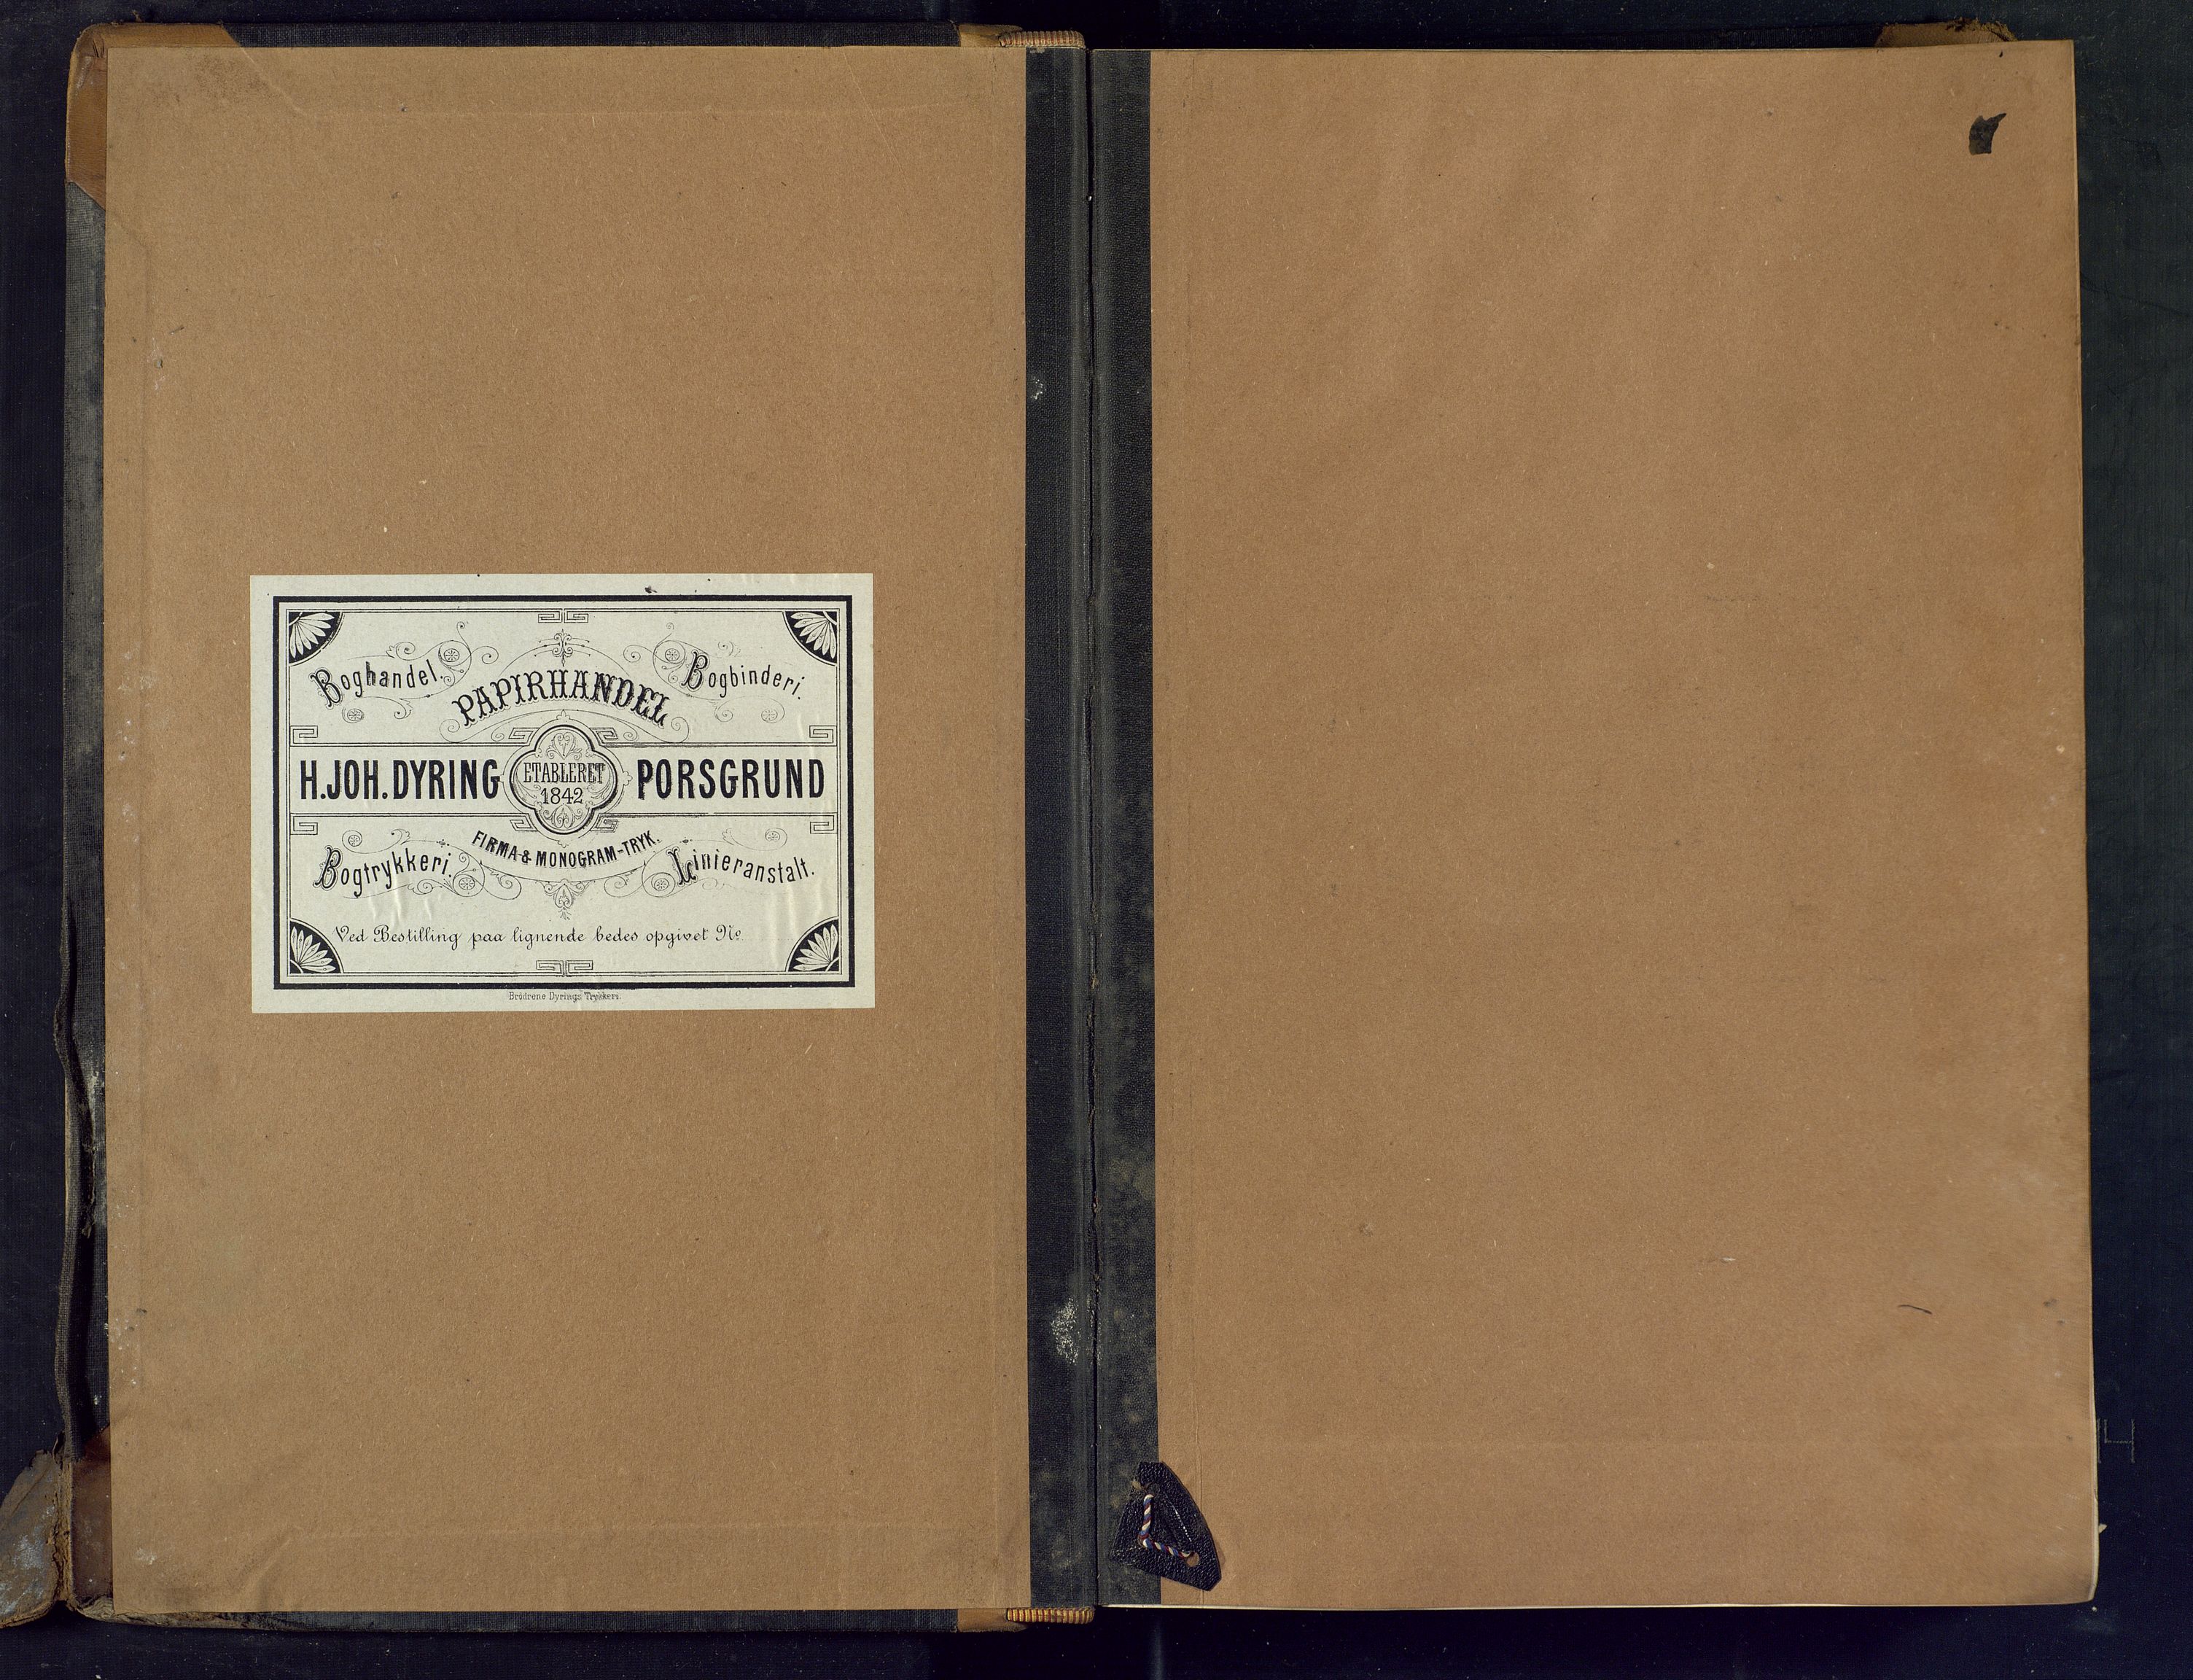 Boghandel.
PAPIRHANDEL
Bogbinderi.
H. JOH. DYRING
ETABLERET
1842
PORSGRUND
FIRMA & MONOGRAM-TRYK.
Bogtrykkeri.
Linieranstalt.
Ved Bestilling paa lignende bedes opgivet No
Brødrene Dyrings Trykkeri.